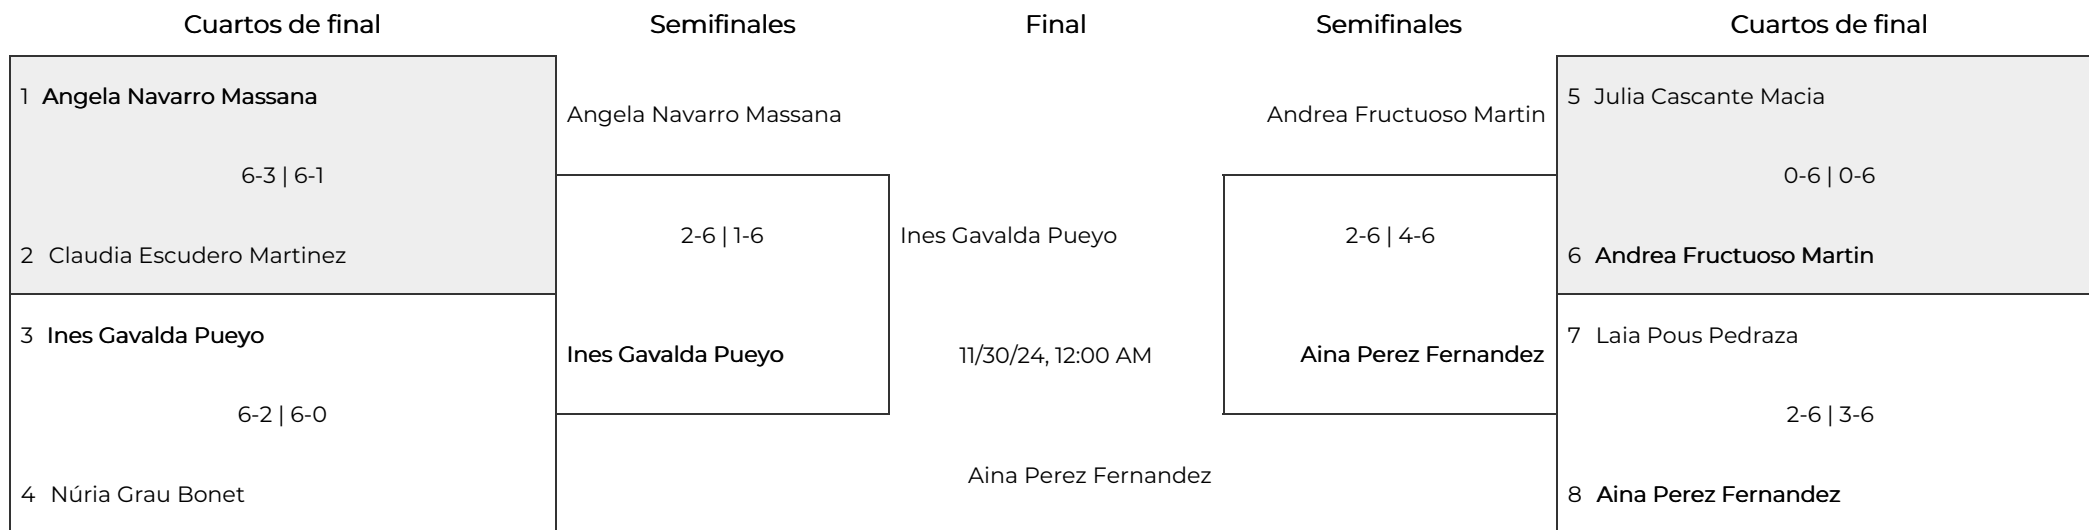 Cuartos de final
Semifinales
Final
Semifinales
Cuartos de final
1 Angela Navarro Massana
6-3 | 6-1
2 Claudia Escudero Martinez
3 Ines Gavalda Pueyo
6-2 | 6-0
4 Núria Grau Bonet
Angela Navarro Massana
2-6 | 1-6
Ines Gavalda Pueyo
Ines Gavalda Pueyo
11/30/24, 12:00 AM
Aina Perez Fernandez
Andrea Fructuoso Martin
2-6 | 4-6
Aina Perez Fernandez
5 Julia Cascante Macia
0-6 | 0-6
6 Andrea Fructuoso Martin
7 Laia Pous Pedraza
2-6 | 3-6
8 Aina Perez Fernandez